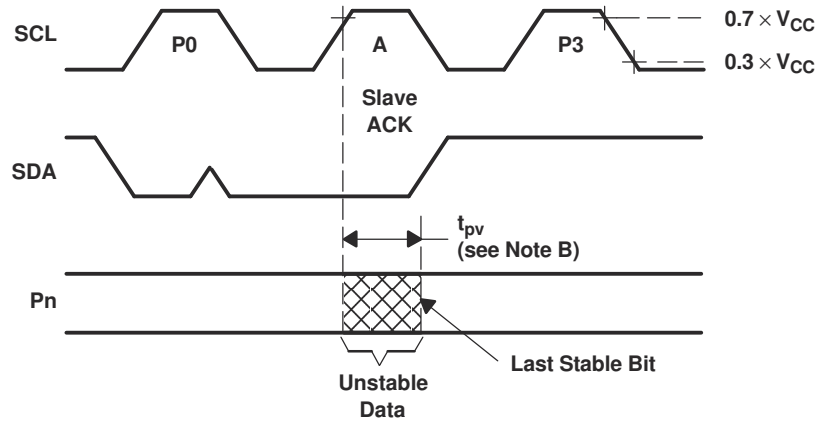 SCL
P0
A
P3
0.7 × VCC
0.3 × VCC
Slave
ACK
SDA
tpv
(see Note B)
Pn
Last Stable Bit
Unstable
Data